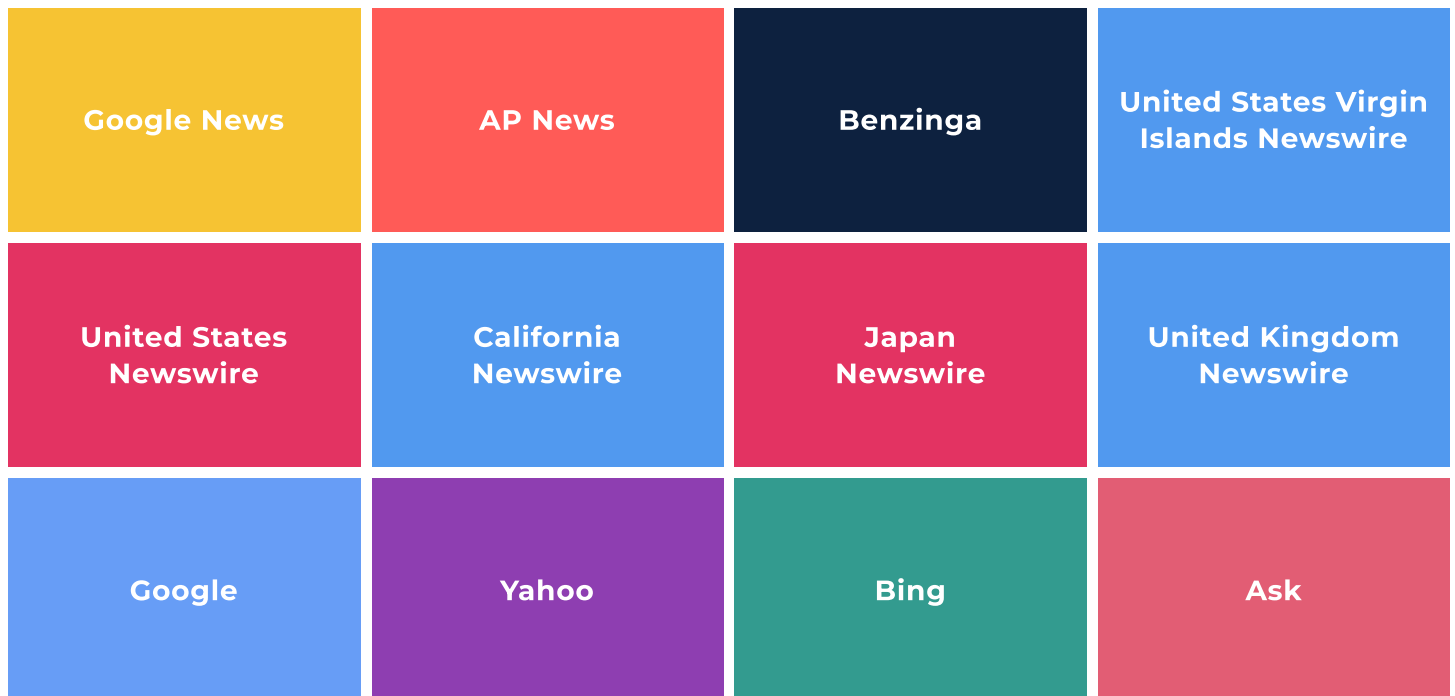 Google News
AP News
Benzinga
United States Virgin
Islands Newswire
United States
Newswire
California
Newswire
Japan
Newswire
United Kingdom
Newswire
Google
Yahoo
Bing
Ask